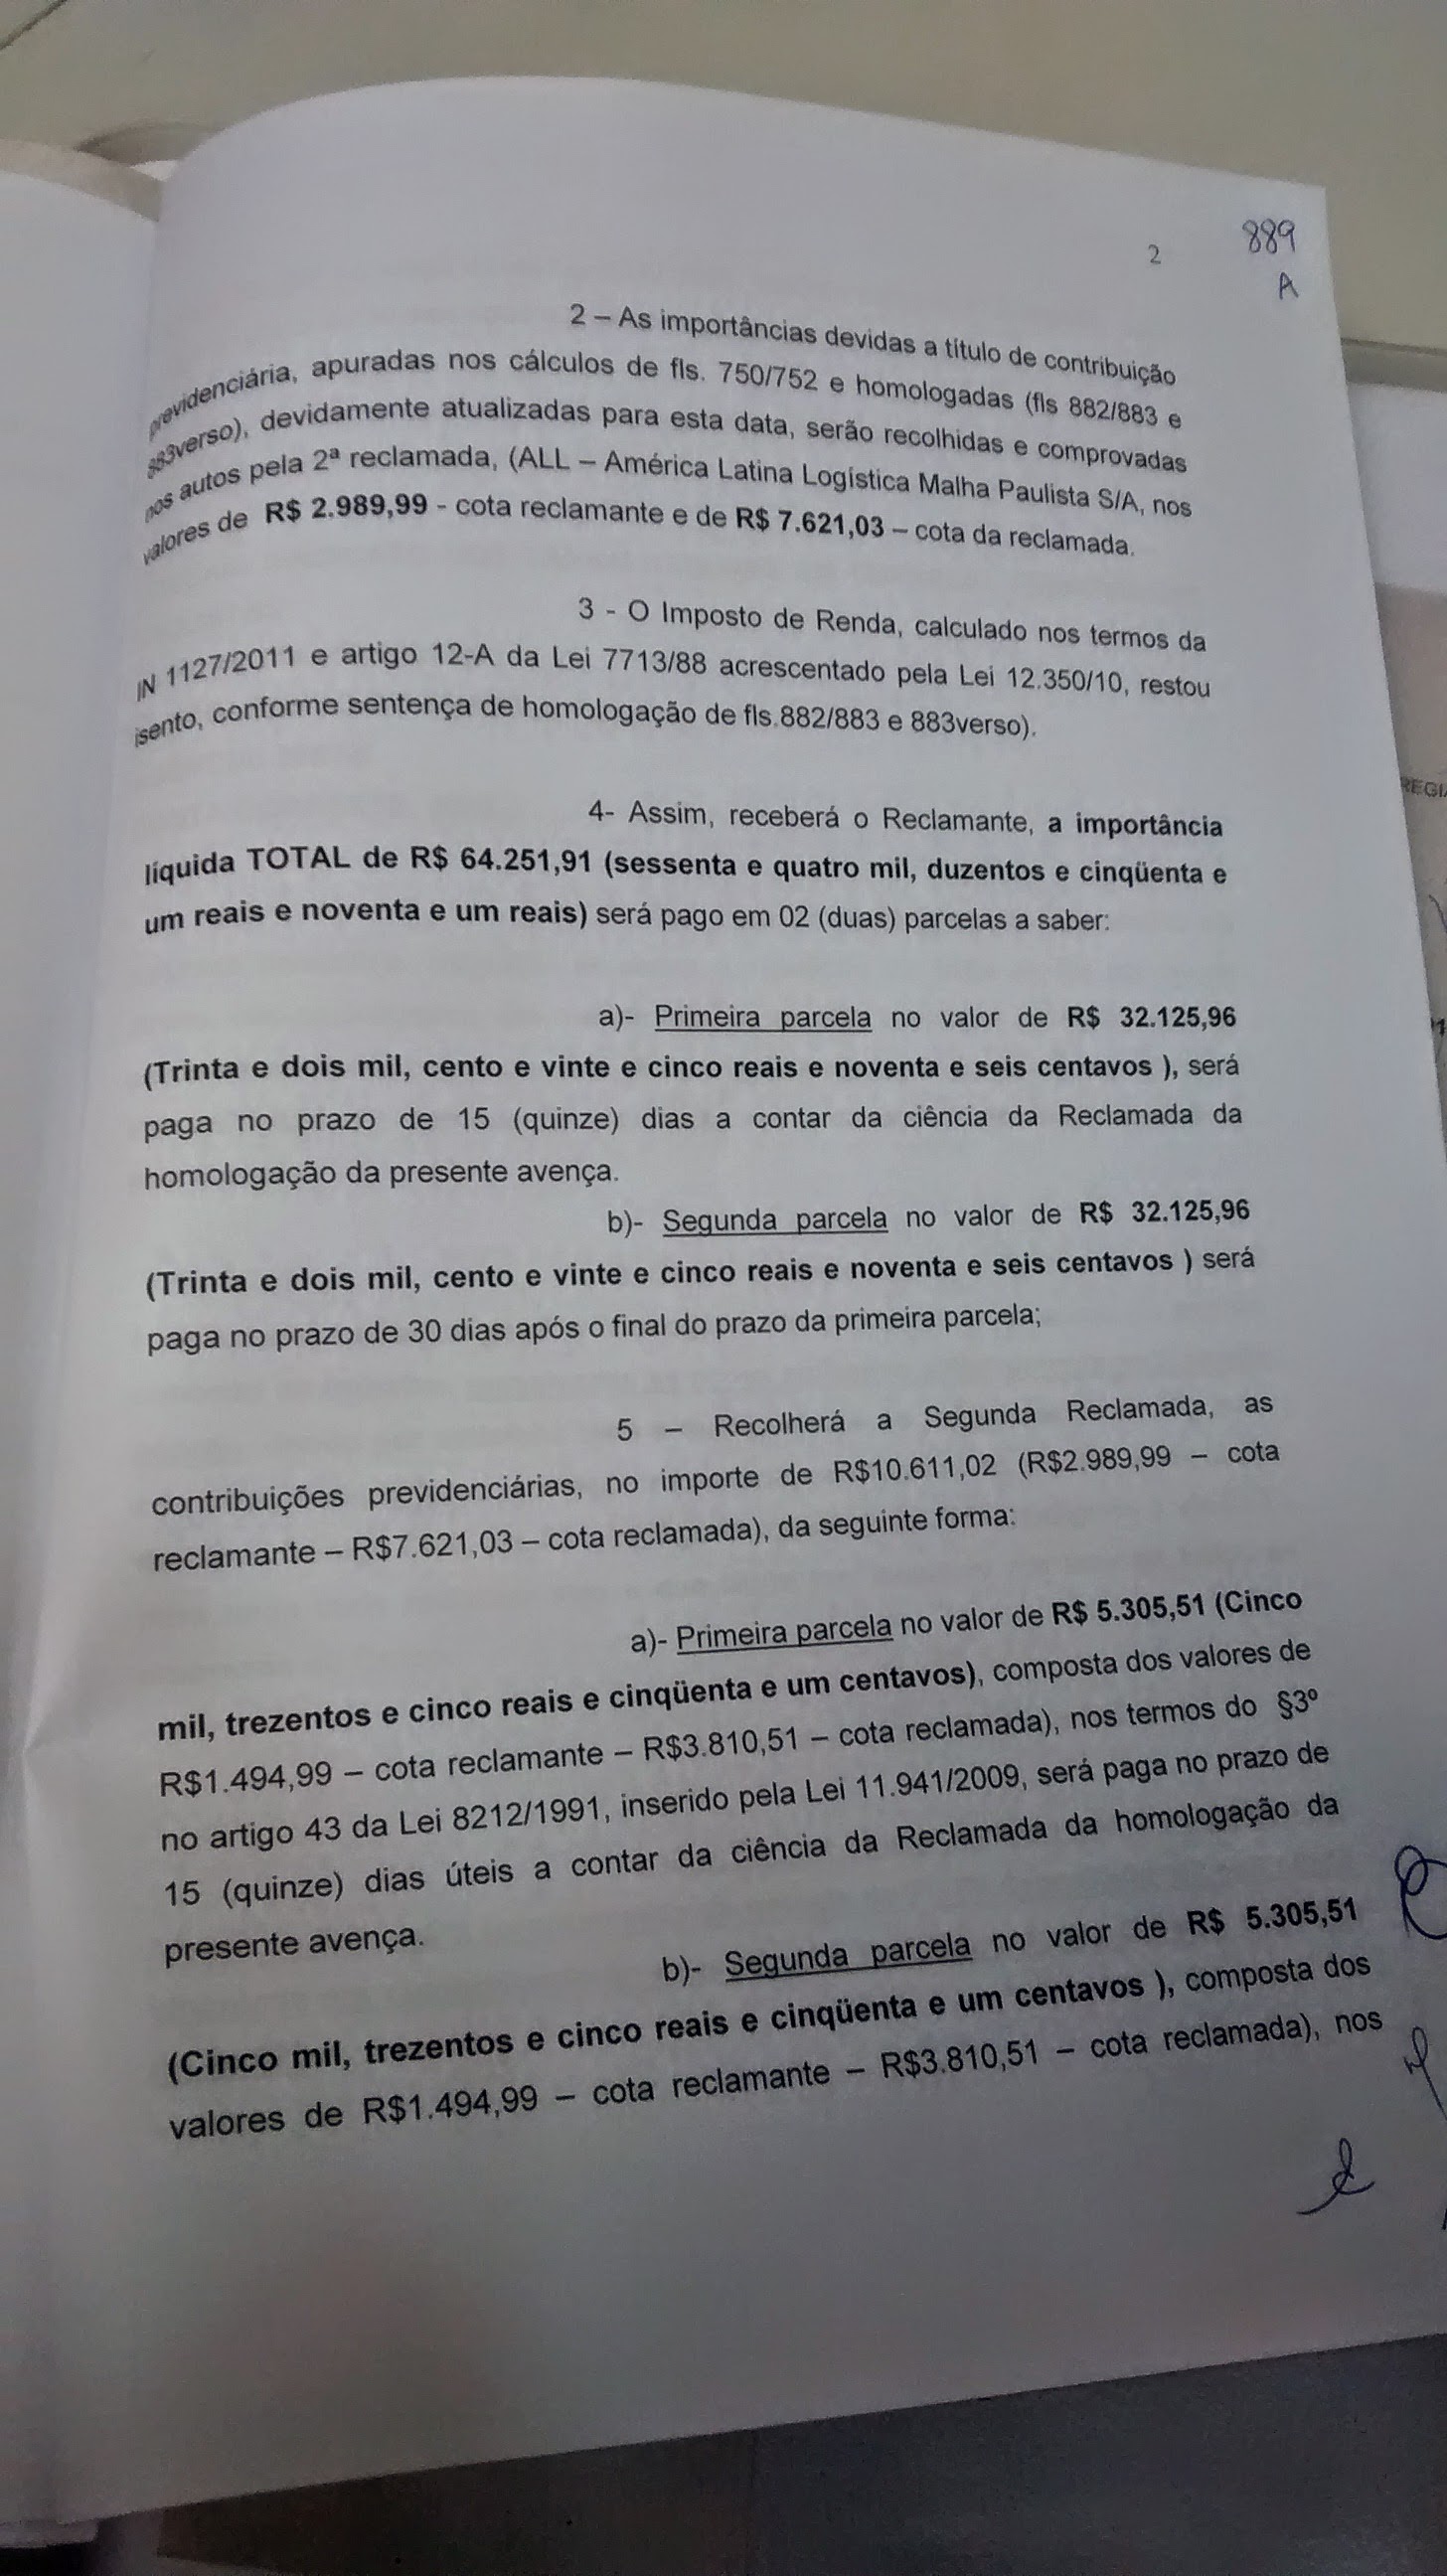 2
889
A
2 – As importâncias devidas a título de contribuição
previdenciária, apuradas nos cálculos de fls. 750/752 e homologadas (fls 882/883 e
883verso), devidamente atualizadas para esta data, serão recolhidas e comprovadas
nos autos pela 2ª reclamada, (ALL – América Latina Logística Malha Paulista S/A, nos
valores de R$ 2.989,99 - cota reclamante e de R$ 7.621,03 – cota da reclamada.
3 - O Imposto de Renda, calculado nos termos da
IN 1127/2011 e artigo 12-A da Lei 7713/88 acrescentado pela Lei 12.350/10, restou
isento, conforme sentença de homologação de fls.882/883 e 883verso).
4- Assim, receberá o Reclamante, a importância
líquida TOTAL de R$ 64.251,91 (sessenta e quatro mil, duzentos e cinqüenta e
um reais e noventa e um reais) será pago em 02 (duas) parcelas a saber:
a)- Primeira parcela no valor de R$ 32.125,96
(Trinta e dois mil, cento e vinte e cinco reais e noventa e seis centavos ), será
paga no prazo de 15 (quinze) dias a contar da ciência da Reclamada da
homologação da presente avença.
b)- Segunda parcela no valor de R$ 32.125,96
(Trinta e dois mil, cento e vinte e cinco reais e noventa e seis centavos ) será
paga no prazo de 30 dias após o final do prazo da primeira parcela;
5 – Recolherá a Segunda Reclamada, as
contribuições previdenciárias, no importe de R$10.611,02 (R$2.989,99 – cota
reclamante – R$7.621,03 – cota reclamada), da seguinte forma:
a)- Primeira parcela no valor de R$ 5.305,51 (Cinco
mil, trezentos e cinco reais e cinqüenta e um centavos), composta dos valores de
R$1.494,99 – cota reclamante – R$3.810,51 – cota reclamada), nos termos do §3º
no artigo 43 da Lei 8212/1991, inserido pela Lei 11.941/2009, será paga no prazo de
15 (quinze) dias úteis a contar da ciência da Reclamada da homologação da
presente avença.
b)- Segunda parcela no valor de R$ 5.305,51
(Cinco mil, trezentos e cinco reais e cinqüenta e um centavos ), composta dos
valores de R$1.494,99 – cota reclamante – R$3.810,51 – cota reclamada), nos